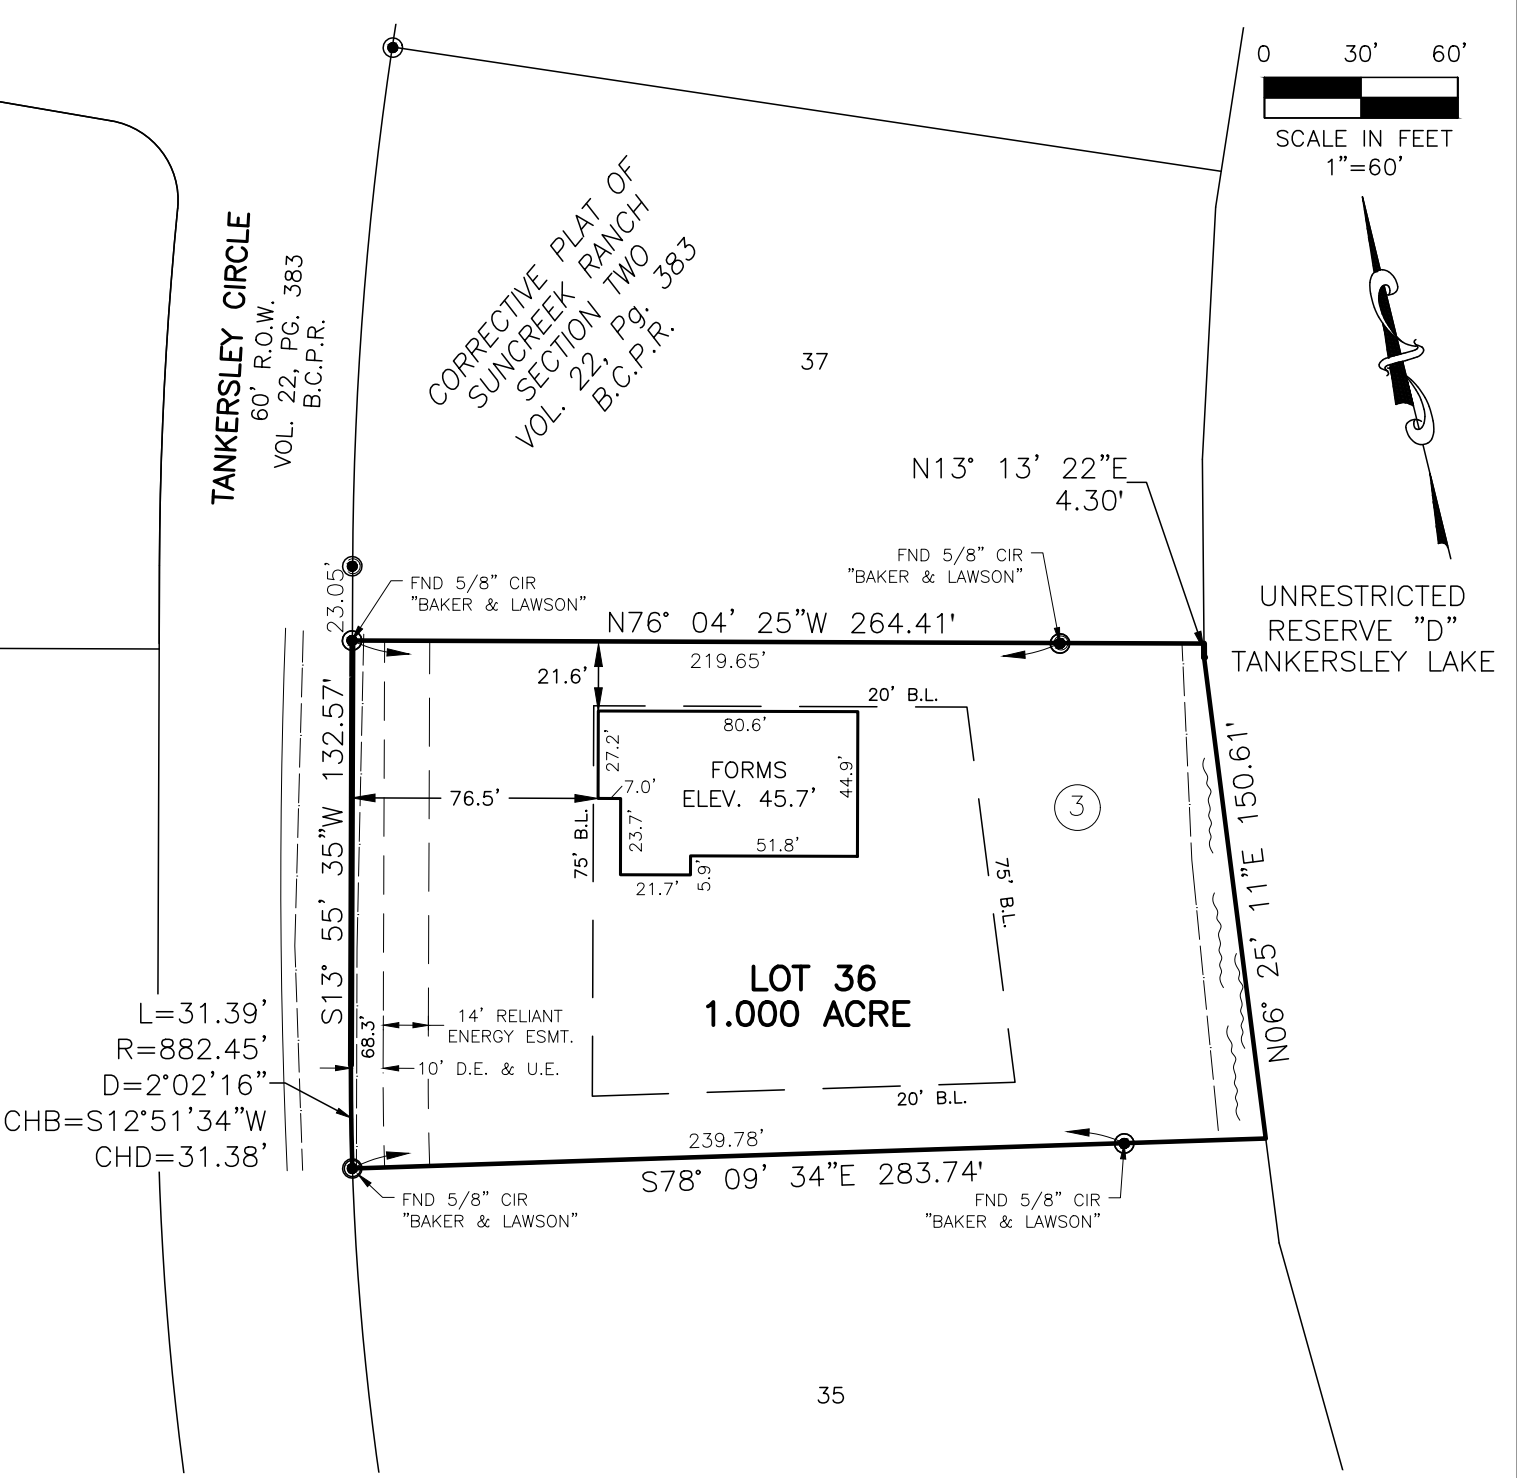 0 30' 60'
SCALE IN FEET
1"=60'
TANKERSLEY CIRCLE
60' R.O.W.
VOL. 22, PG. 383
B.C.P.R.
CORRECTIVE PLAT OF
SUNCREEK RANCH
SECTION TWO
VOL. 22, Pg. 383
B.C.P.R.
37
N13° 13' 22"E
4.30'
FND 5/8" CIR
"BAKER & LAWSON"
23.05'
FND 5/8" CIR
"BAKER & LAWSON"
UNRESTRICTED
RESERVE "D"
TANKERSLEY LAKE
N76° 04' 25"W 264.41'
219.65'
21.6'
20' B.L.
80.6'
27.2'
FORMS
ELEV. 45.7'
44.9'
7.0'
76.5'
23.7'
51.8'
21.7'
5.9'
75' B.L.
75' B.L.
3
S13° 55' 35"W 132.57'
N06° 25' 11"E 150.61'
LOT 36
1.000 ACRE
L=31.39'
R=882.45'
D=2°02'16"
CHB=S12°51'34"W
CHD=31.38'
68.3'
14' RELIANT
ENERGY ESMT.
10' D.E. & U.E.
20' B.L.
239.78'
S78° 09' 34"E 283.74'
FND 5/8" CIR
"BAKER & LAWSON"
FND 5/8" CIR
"BAKER & LAWSON"
35